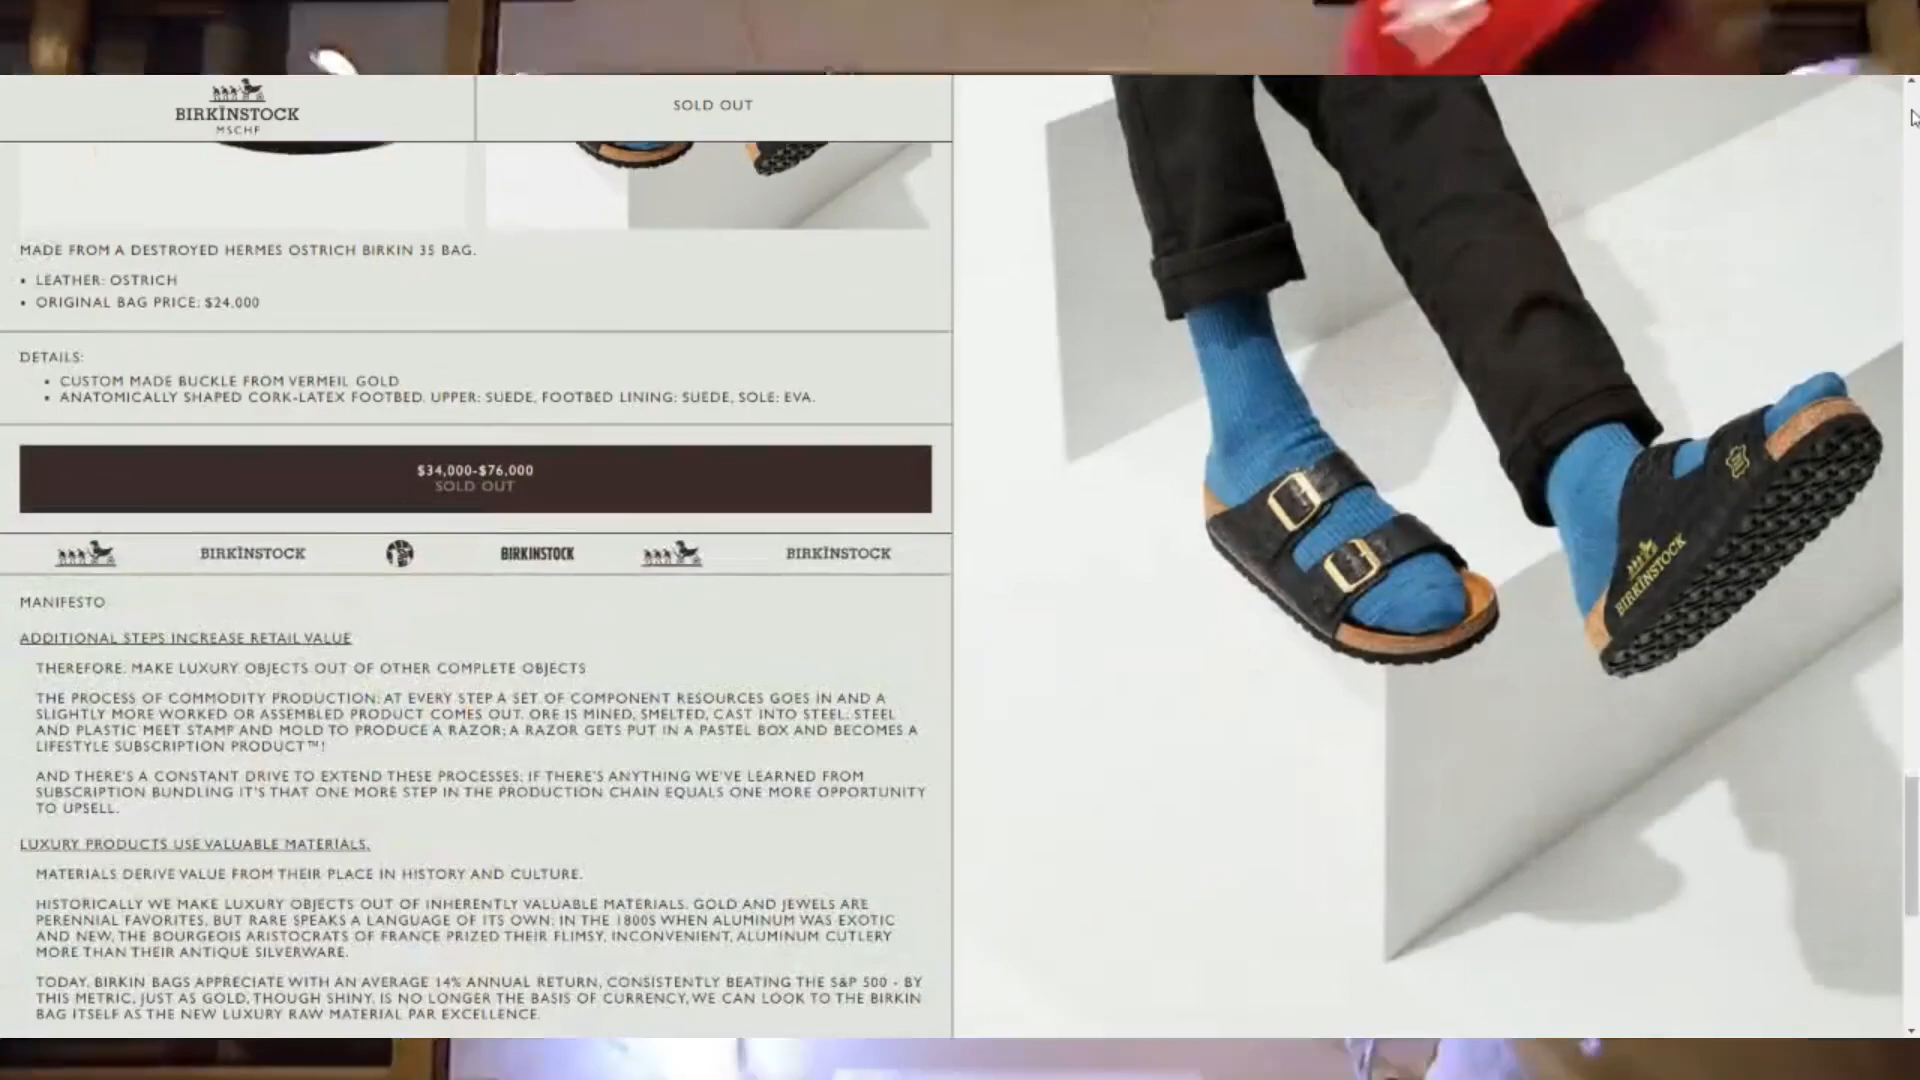 BIRKİNSTOCK
MSCHF
SOLD OUT
MADE FROM A DESTROYED HERMES OSTRICH BIRKIN 35 BAG.
• LEATHER: OSTRICH
• ORIGINAL BAG PRICE: $24,000
DETAILS:
• CUSTOM MADE BUCKLE FROM VERMEIL GOLD
• ANATOMICALLY SHAPED CORK-LATEX FOOTBED. UPPER: SUEDE, FOOTBED LINING: SUEDE, SOLE: EVA.
$34,000-$76,000
SOLD OUT
BIRKİNSTOCK BIRKINSTOCK BIRKİNSTOCK
MANIFESTO
ADDITIONAL STEPS INCREASE RETAIL VALUE
THEREFORE, MAKE LUXURY OBJECTS OUT OF OTHER COMPLETE OBJECTS
THE PROCESS OF COMMODITY PRODUCTION: AT EVERY STEP A SET OF COMPONENT RESOURCES GOES IN AND A
SLIGHTLY MORE WORKED OR ASSEMBLED PRODUCT COMES OUT. ORE IS MINED, SMELTED, CAST INTO STEEL; STEEL
AND PLASTIC MEET STAMP AND MOLD TO PRODUCE A RAZOR; A RAZOR GETS PUT IN A PASTEL BOX AND BECOMES A
LIFESTYLE SUBSCRIPTION PRODUCT™!
AND THERE'S A CONSTANT DRIVE TO EXTEND THESE PROCESSES: IF THERE'S ANYTHING WE'VE LEARNED FROM
SUBSCRIPTION BUNDLING IT'S THAT ONE MORE STEP IN THE PRODUCTION CHAIN EQUALS ONE MORE OPPORTUNITY
TO UPSELL.
LUXURY PRODUCTS USE VALUABLE MATERIALS.
MATERIALS DERIVE VALUE FROM THEIR PLACE IN HISTORY AND CULTURE.
HISTORICALLY WE MAKE LUXURY OBJECTS OUT OF INHERENTLY VALUABLE MATERIALS. GOLD AND JEWELS ARE
PERENNIAL FAVORITES, BUT RARE SPEAKS A LANGUAGE OF ITS OWN: IN THE 1800S WHEN ALUMINUM WAS EXOTIC
AND NEW, THE BOURGEOIS ARISTOCRATS OF FRANCE PRIZED THEIR FLIMSY, INCONVENIENT, ALUMINUM CUTLERY
MORE THAN THEIR ANTIQUE SILVERWARE.
TODAY, BIRKIN BAGS APPRECIATE WITH AN AVERAGE 14% ANNUAL RETURN, CONSISTENTLY BEATING THE S&P 500 - BY
THIS METRIC, JUST AS GOLD, THOUGH SHINY, IS NO LONGER THE BASIS OF CURRENCY, WE CAN LOOK TO THE BIRKIN
BAG ITSELF AS THE NEW LUXURY RAW MATERIAL PAR EXCELLENCE.
BIRKİNSTOCK